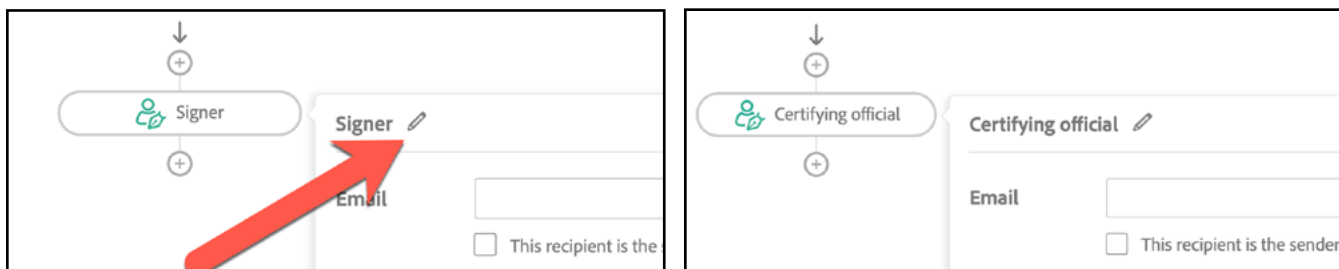 Signer
Signer
Email
This recipient is the
Certifying official
Certifying official
Email
This recipient is the sender